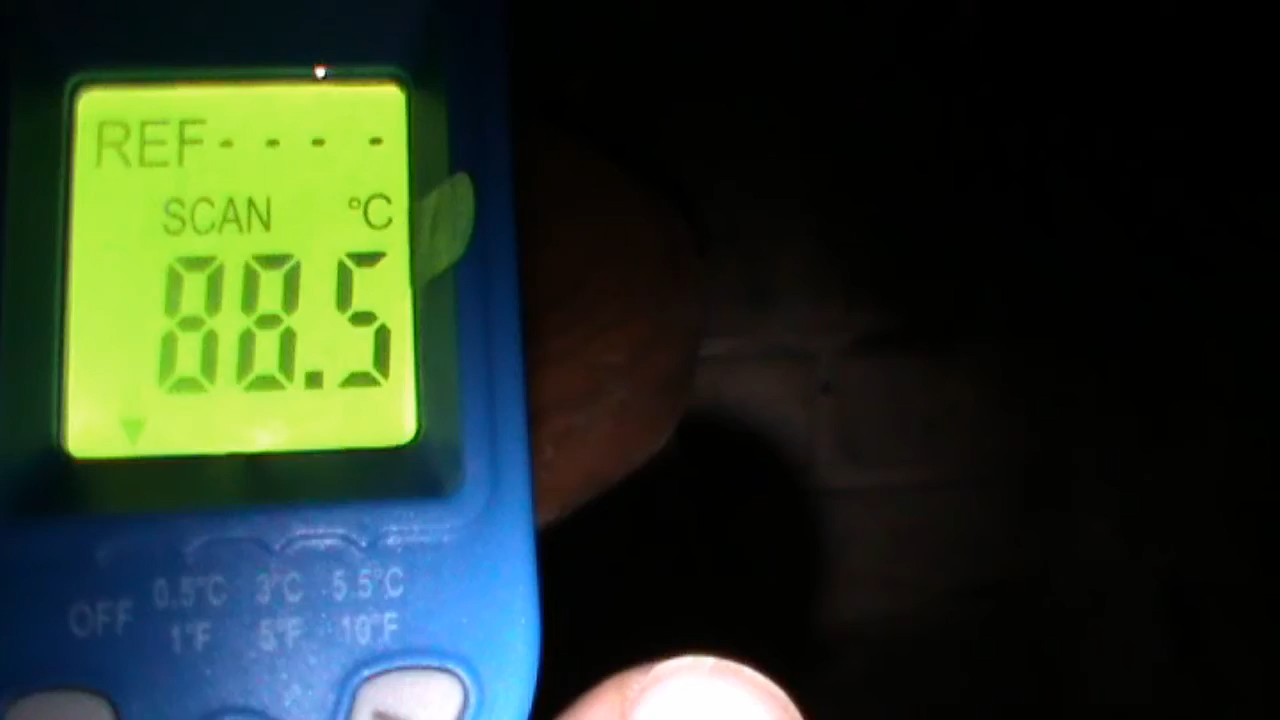 REF- - - -
SCAN °C
88.5
0.5°C 3°C 5.5°C
OFF 1°F 5°F 10°F